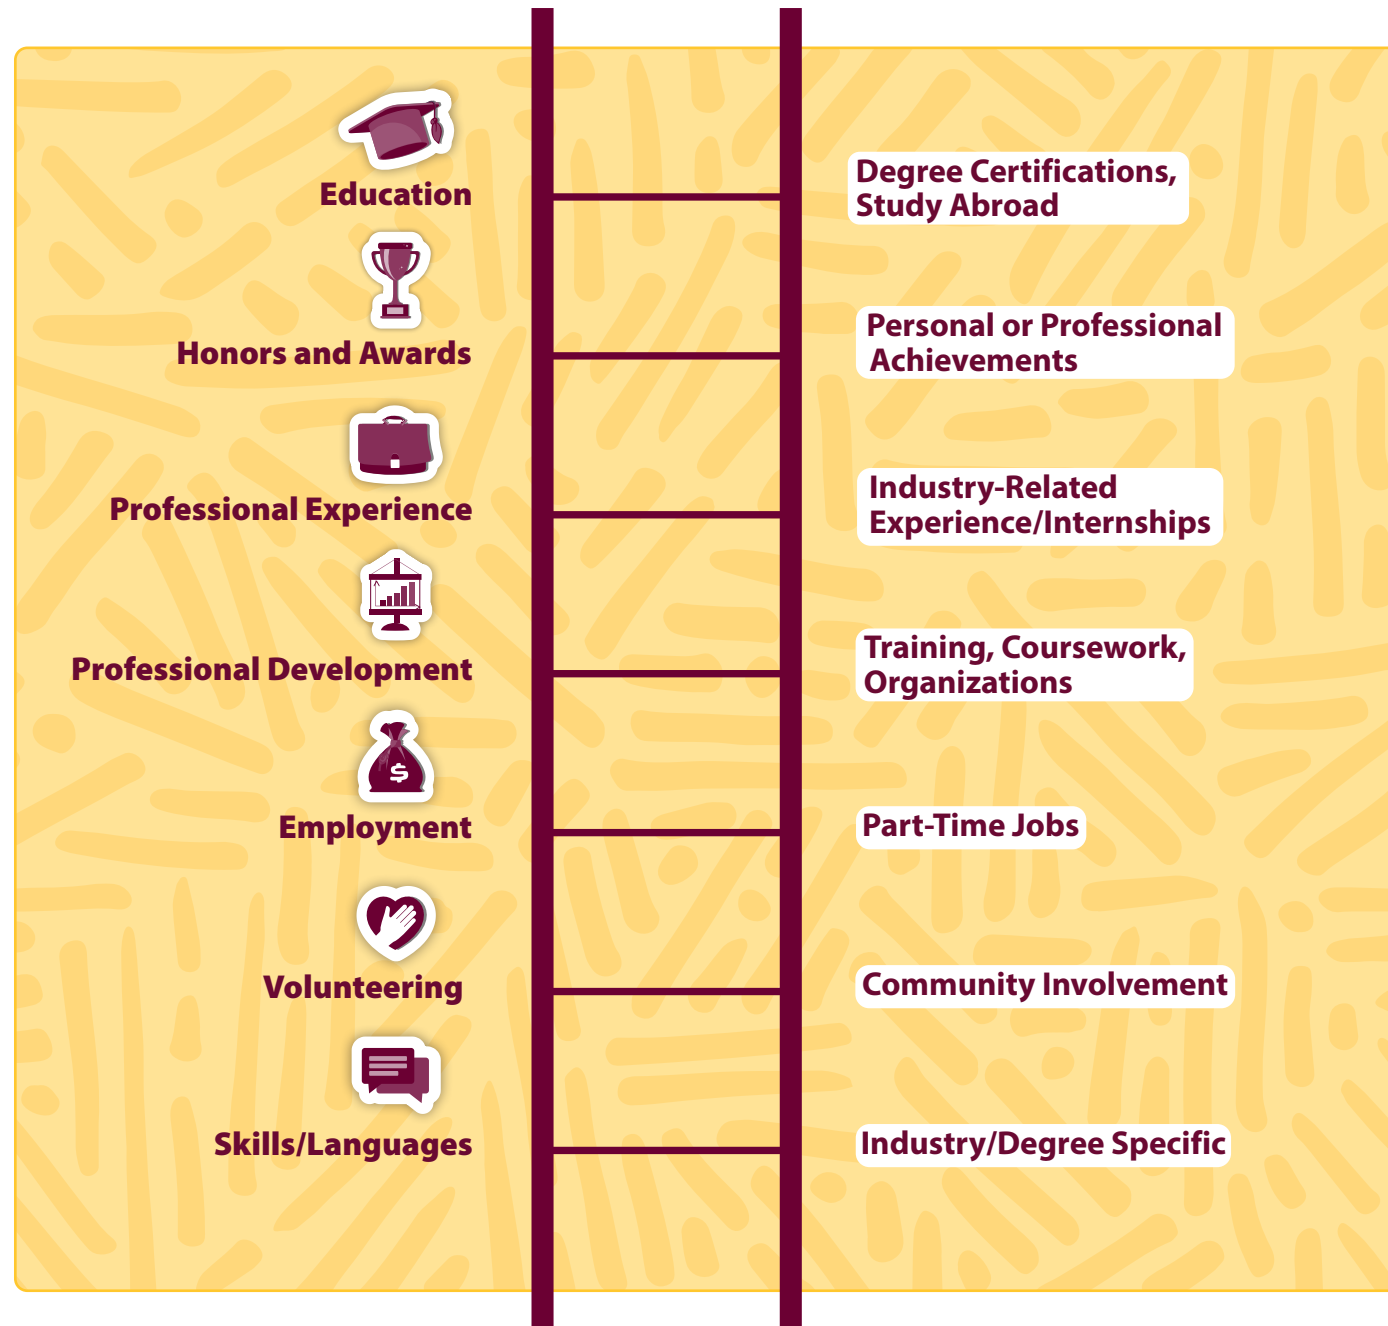 Education
Degree Certifications,
Study Abroad
Honors and Awards
Personal or Professional
Achievements
Professional Experience
Industry-Related
Experience/Internships
Professional Development
Training, Coursework,
Organizations
$
Employment
Part-Time Jobs
Volunteering
Community Involvement
Skills/Languages
Industry/Degree Specific